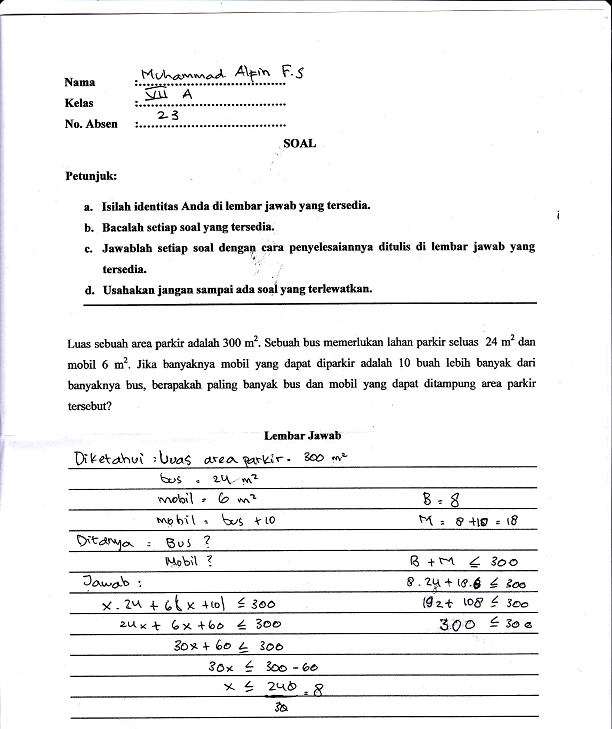 Nama : Muhammad Alfin F.S
Kelas : VII A
No. Absen : 23
SOAL
Petunjuk:
a. Isilah identitas Anda di lembar jawab yang tersedia.
b. Bacalah setiap soal yang tersedia.
c. Jawablah setiap soal dengan cara penyelesaiannya ditulis di lembar jawab yang
tersedia.
d. Usahakan jangan sampai ada soal yang terlewatkan.
Luas sebuah area parkir adalah 300 m². Sebuah bus memerlukan lahan parkir seluas 24 m² dan
mobil 6 m². Jika banyaknya mobil yang dapat diparkir adalah 10 buah lebih banyak dari
banyaknya bus, berapakah paling banyak bus dan mobil yang dapat ditampung area parkir
tersebut?
Lembar Jawab
Diketahui : Luas area parkir = 300 m²
bus = 24 m²
mobil = 6 m²
mobil = bus + 10
Ditanya : Bus ?
Mobil ?
Jawab :
x . 24 + 6(x + 10) ≤ 300
24x + 6x + 60 ≤ 300
30x + 60 ≤ 300
30x ≤ 300 - 60
x ≤ 240/30 = 8
B = 8
M = 8 + 10 = 18
B + M ≤ 300
8 . 24 + 18 . 6 ≤ 300
192 + 108 ≤ 300
300 ≤ 300